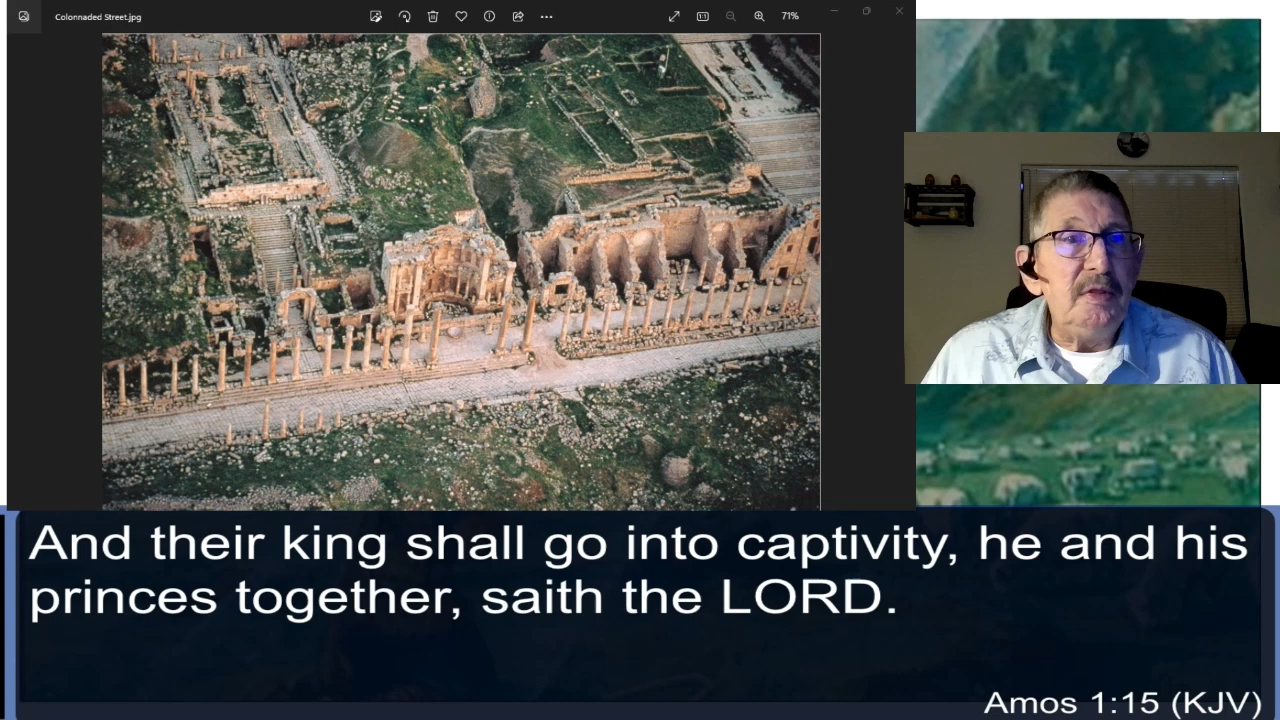 Colonnaded Street.jpg
71%
And their king shall go into captivity, he and his
princes together, saith the LORD.
Amos 1:15 (KJV)